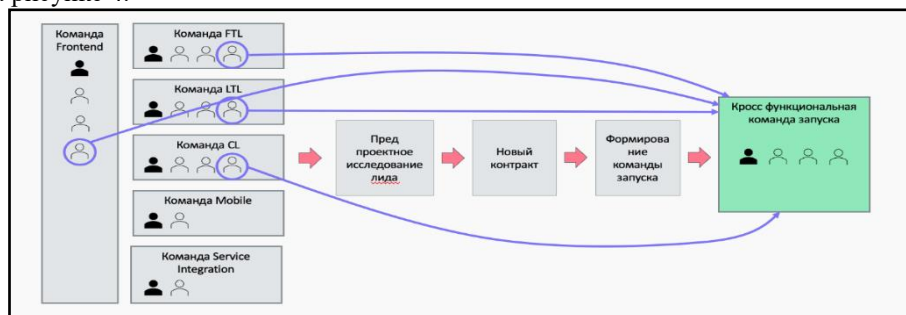 рисунке 4.
Команда
Frontend
Команда FTL
Команда LTL
Команда CL
Команда Mobile
Команда Service
Integration
Пред
проектное
исследование
лида
Новый
контракт
Формирова
ние
команды
запуска
Кросс функциональная
команда запуска